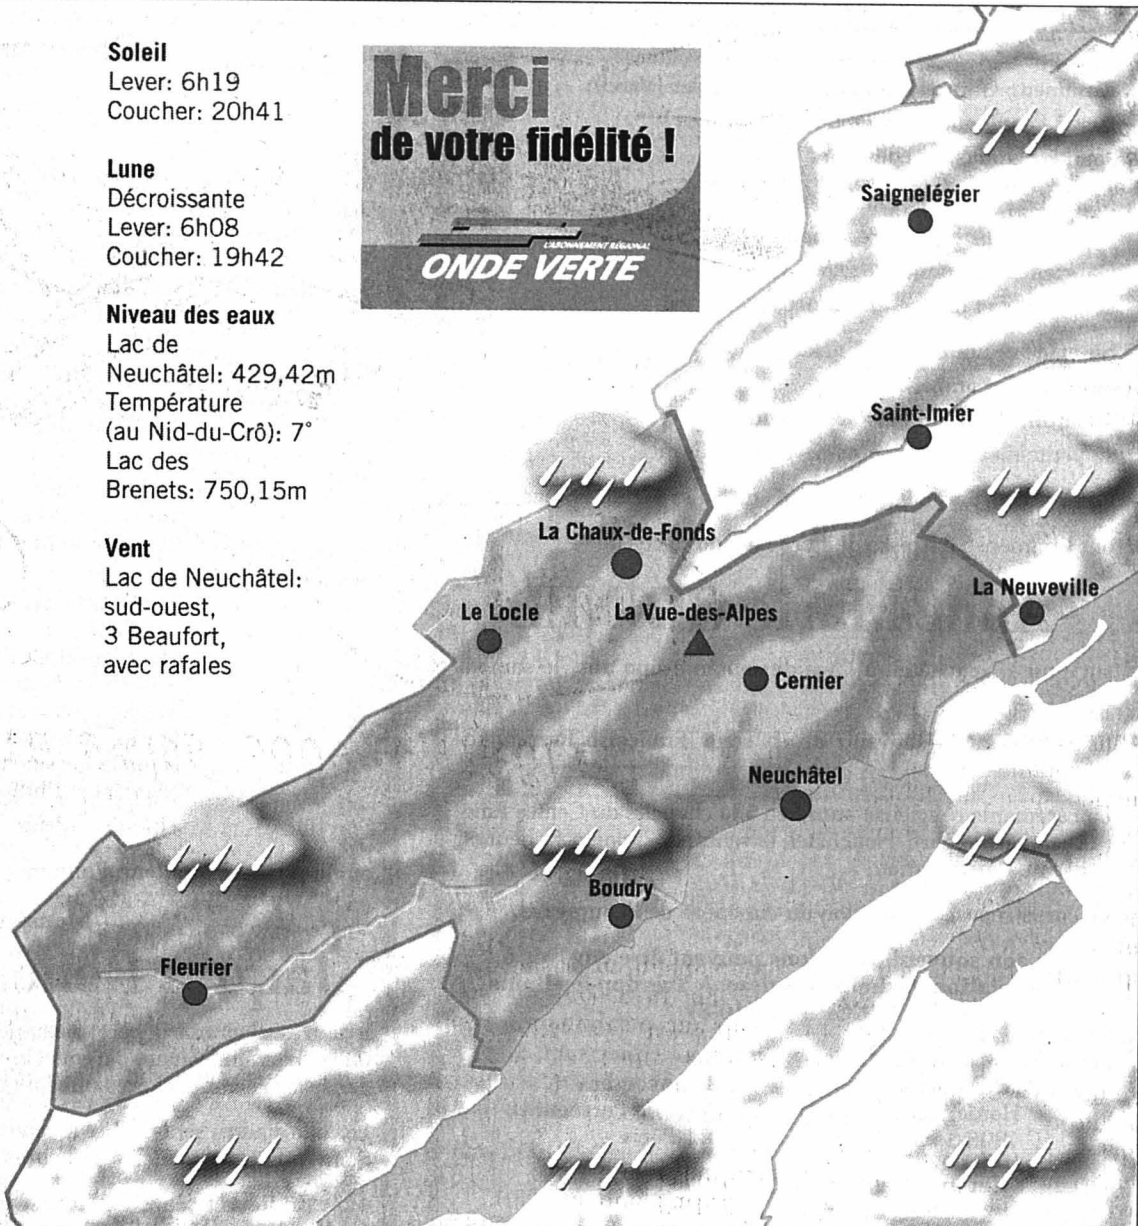 Soleil
Lever: 6h19
Coucher: 20h41
Lune
Décroissante
Lever: 6h08
Coucher: 19h42
Niveau des eaux
Lac de
Neuchâtel: 429,42m
Température
(au Nid-du-Crô): 7°
Lac des
Brenets: 750,15m
Vent
Lac de Neuchâtel:
sud-ouest,
3 Beaufort,
avec rafales
Merci
de votre fidélité !
L'ABONNEMENT RÉGIONAL
ONDE VERTE
Saignelégier
Saint-Imier
La Chaux-de-Fonds
La Neuveville
Le Locle
La Vue-des-Alpes
Cernier
Neuchâtel
Boudry
Fleurier